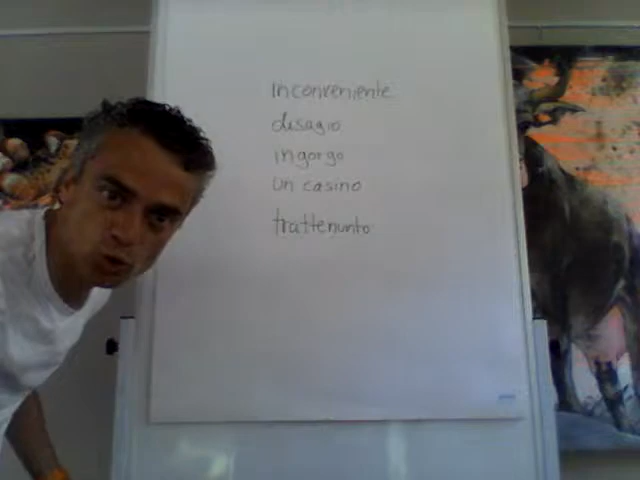 inconveniente
disagio
ingorgo
un casino
trattenuto